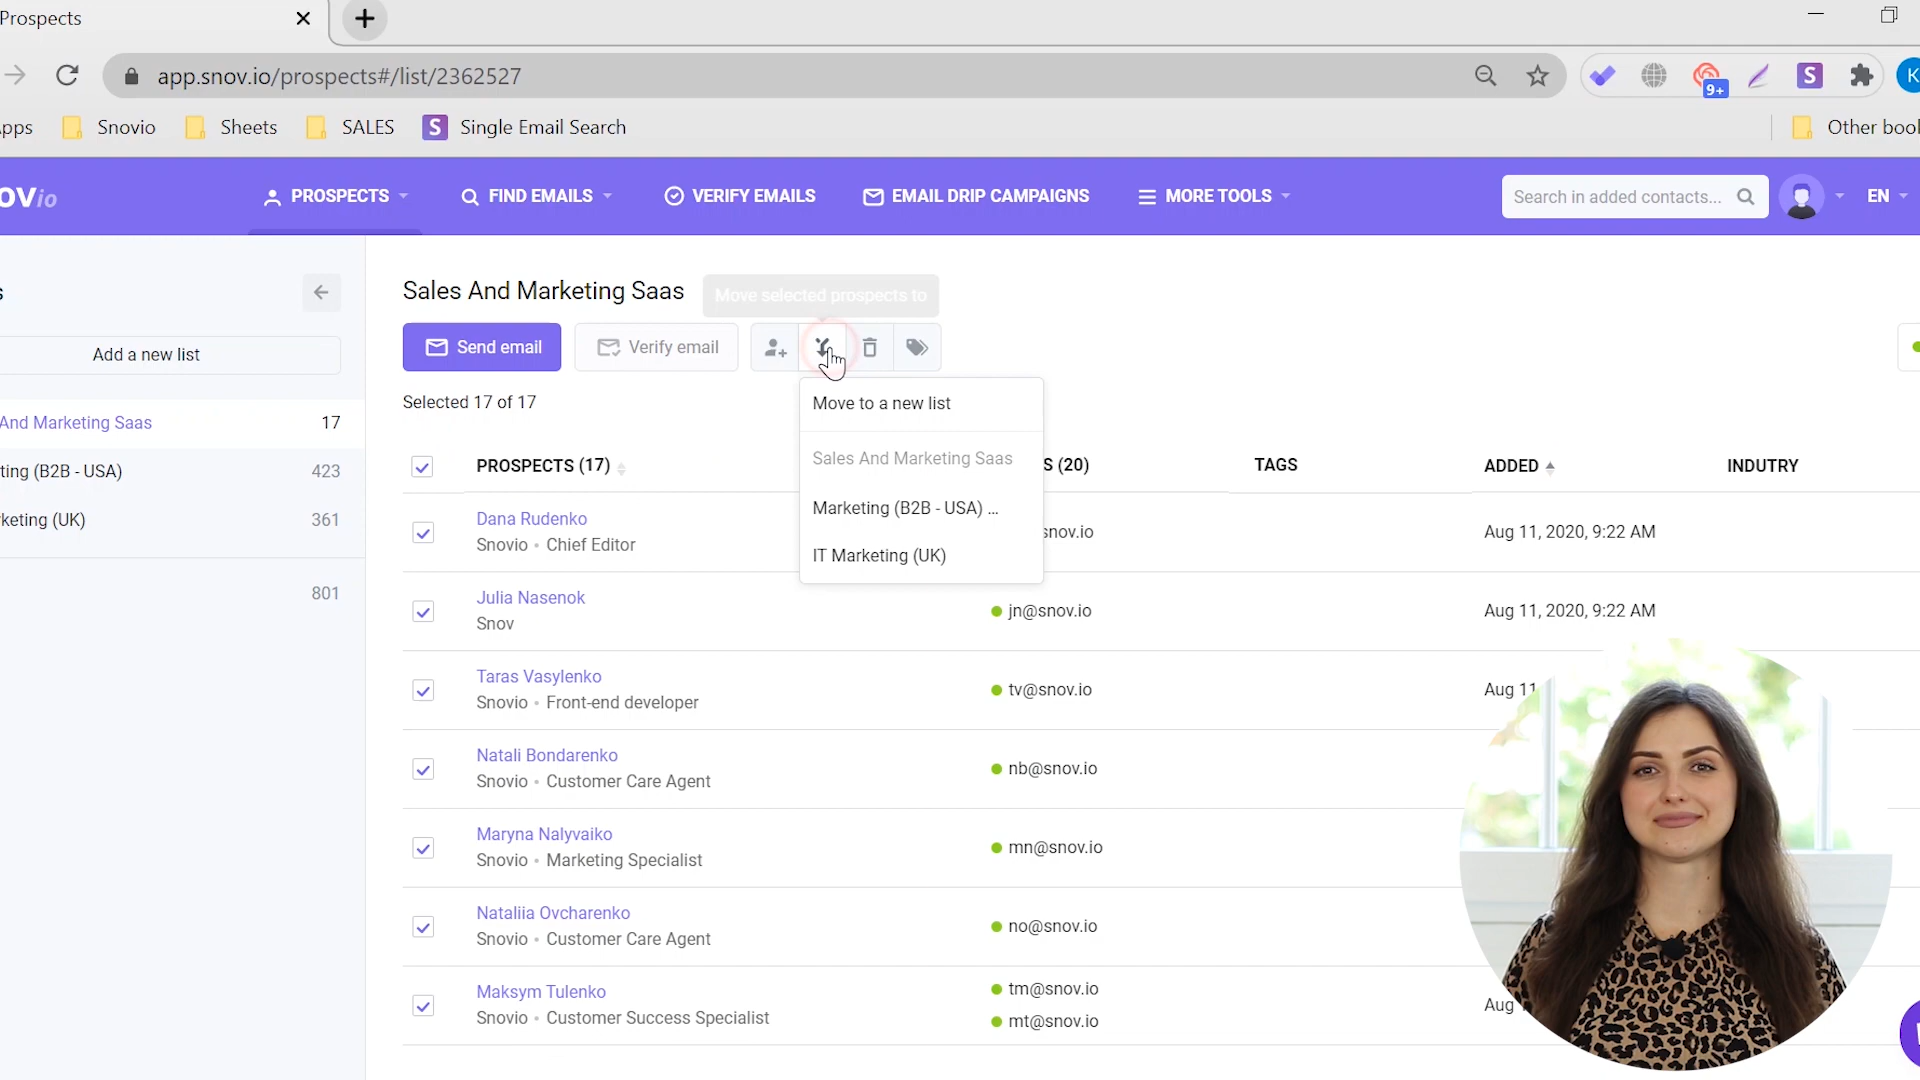 Prospects
app.snov.io/prospects#/list/2362527
9+
S
K
pps
Snovio
Sheets
SALES
S
Single Email Search
Other book
ovio
PROSPECTS
FIND EMAILS
VERIFY EMAILS
EMAIL DRIP CAMPAIGNS
MORE TOOLS
Search in added contacts...
EN
s
Add a new list
And Marketing Saas 17
ting (B2B - USA) 423
keting (UK) 361
801
Sales And Marketing Saas
Move selected prospects to
Send email
Verify email
Selected 17 of 17
Move to a new list
Sales And Marketing Saas
Marketing (B2B - USA) ...
IT Marketing (UK)
PROSPECTS (17)
S (20)
TAGS
ADDED
INDUTRY
Dana Rudenko
Snovio • Chief Editor
snov.io
Aug 11, 2020, 9:22 AM
Julia Nasenok
Snov
jn@snov.io
Aug 11, 2020, 9:22 AM
Taras Vasylenko
Snovio • Front-end developer
tv@snov.io
Aug 11
Natali Bondarenko
Snovio • Customer Care Agent
nb@snov.io
Maryna Nalyvaiko
Snovio • Marketing Specialist
mn@snov.io
Nataliia Ovcharenko
Snovio • Customer Care Agent
no@snov.io
Maksym Tulenko
Snovio • Customer Success Specialist
tm@snov.io
mt@snov.io
Aug